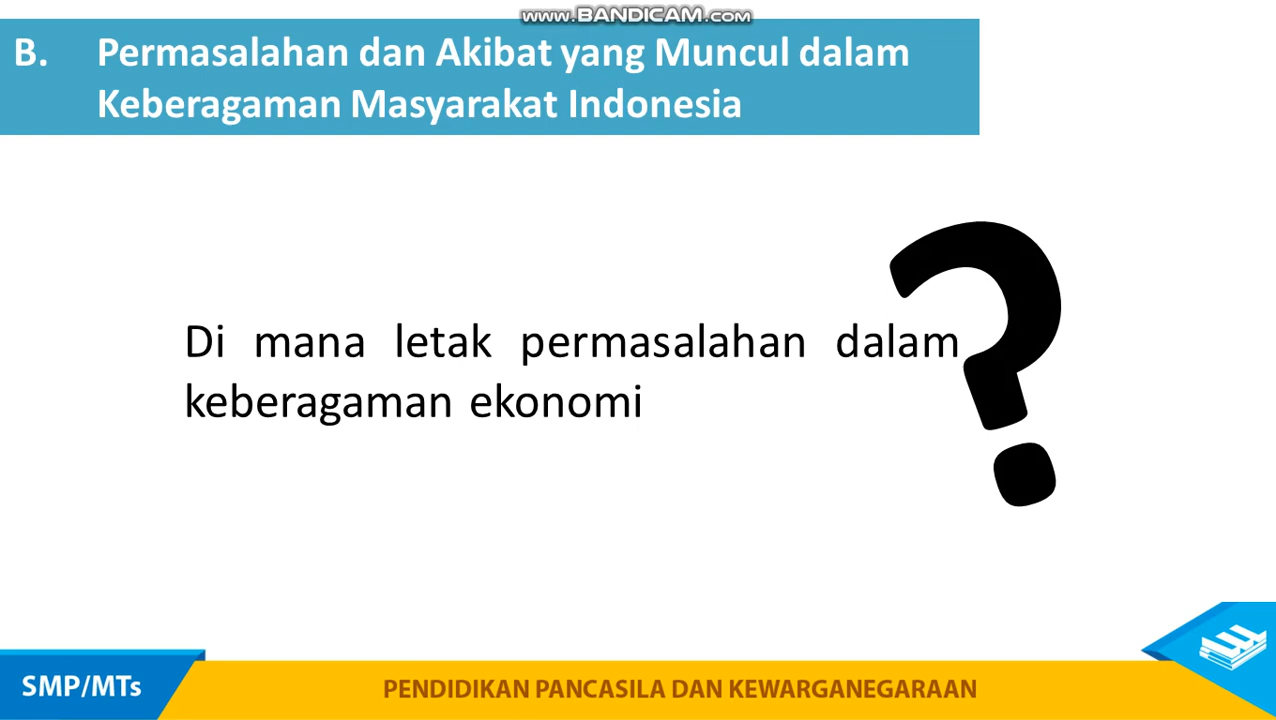 www.BANDICAM.com
B. Permasalahan dan Akibat yang Muncul dalam
Keberagaman Masyarakat Indonesia
Di mana letak permasalahan dalam
keberagaman ekonomi
?
SMP/MTs
PENDIDIKAN PANCASILA DAN KEWARGANEGARAAN